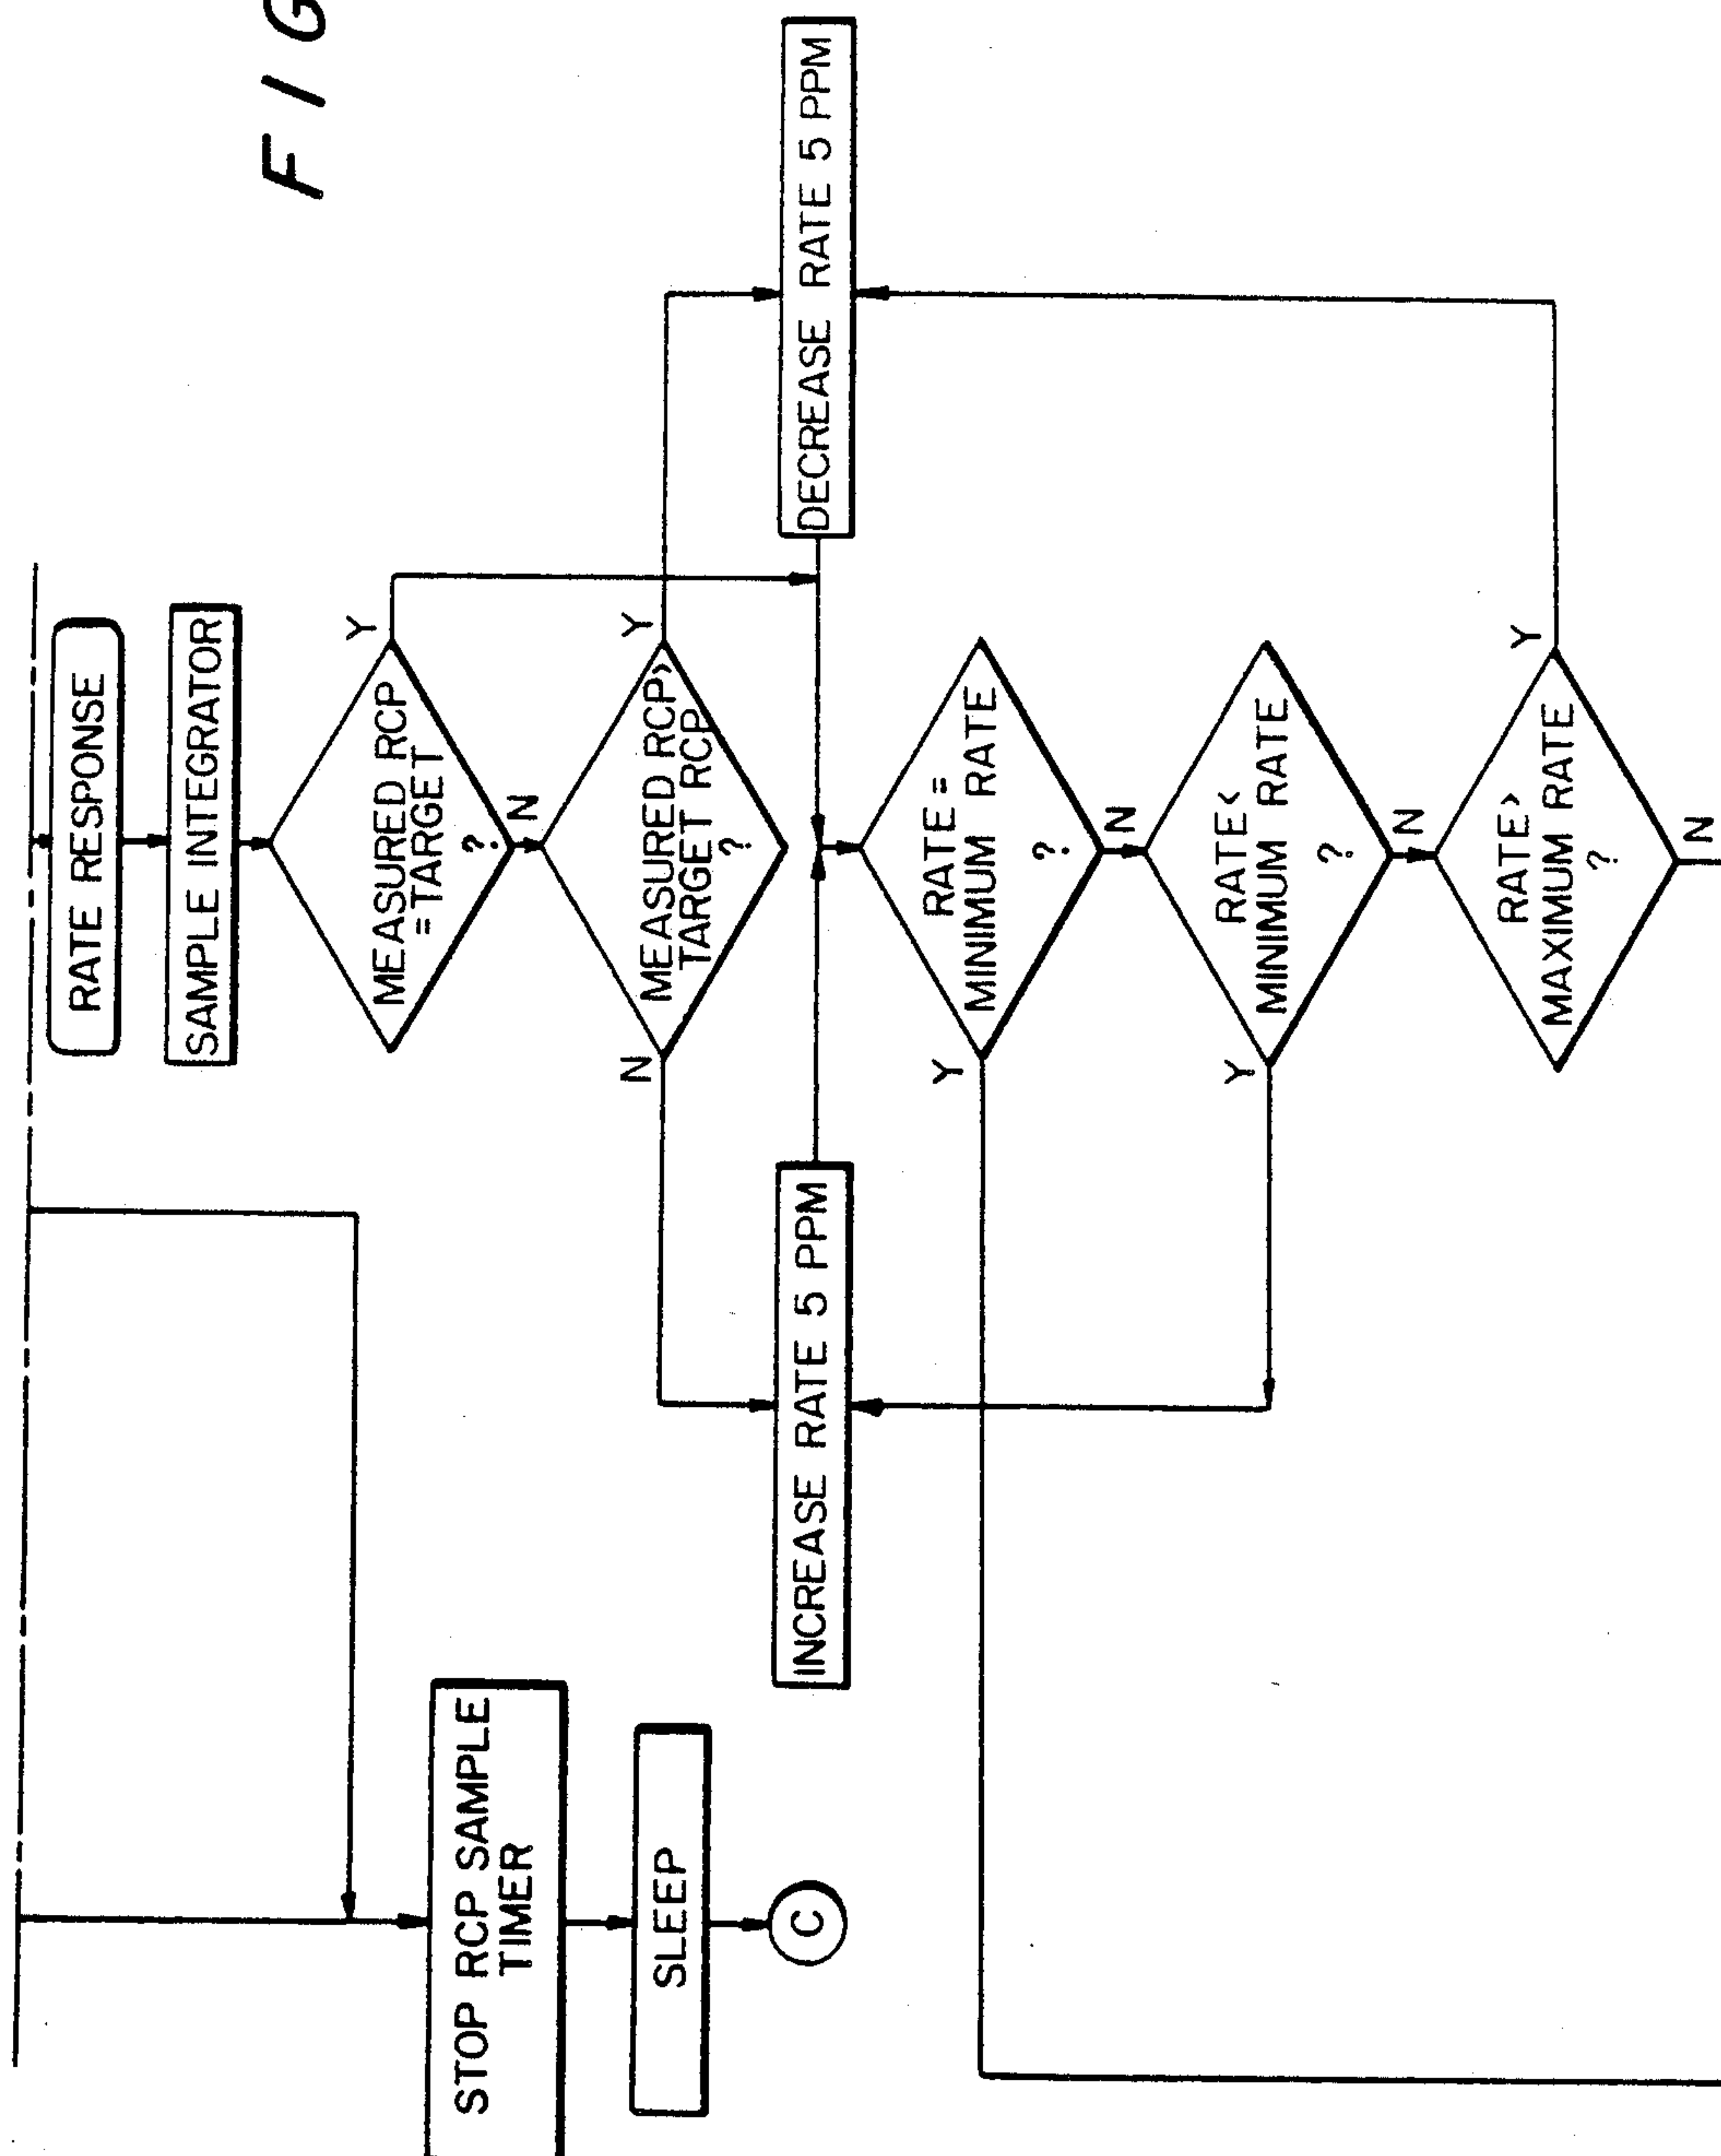 FIG
RATE RESPONSE
SAMPLE INTEGRATOR
MEASURED RCP
=TARGET
?
Y
N
MEASURED RCP>
TARGET RCP
?
N
Y
INCREASE RATE 5 PPM
DECREASE RATE 5 PPM
RATE =
MINIMUM RATE
?
Y
N
RATE<
MINIMUM RATE
?
Y
N
RATE>
MAXIMUM RATE
?
Y
N
STOP RCP SAMPLE
TIMER
SLEEP
C